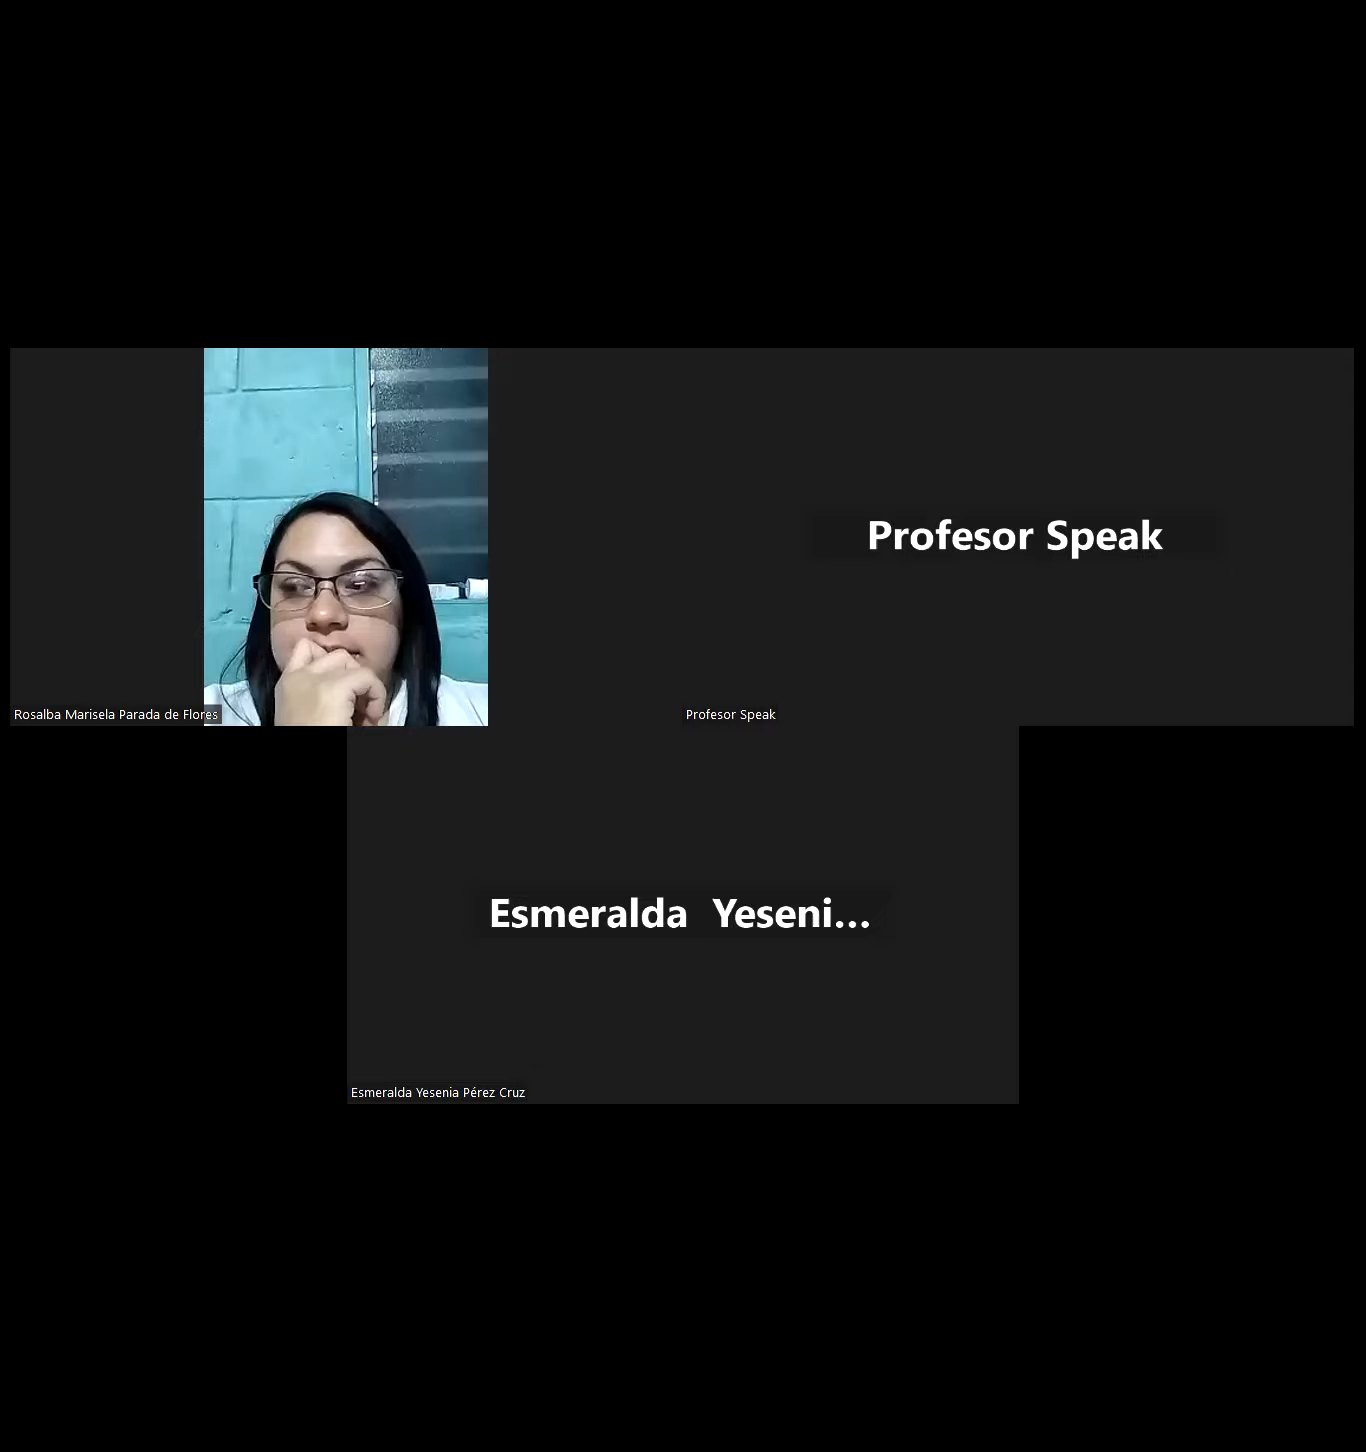 Profesor Speak
Rosalba Marisela Parada de Flores
Profesor Speak
Esmeralda  Yeseni...
Esmeralda Yesenia Pérez Cruz